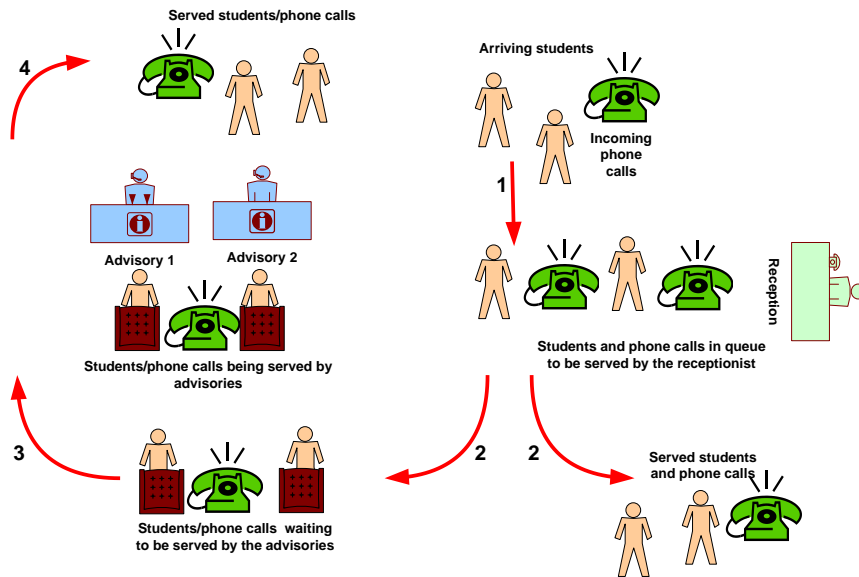 Served students/phone calls
4
Arriving students
Incoming
phone
calls
1
Advisory 1
Advisory 2
Reception
Students and phone calls in queue
to be served by the receptionist
Students/phone calls being served by
advisories
3
2
2
Served students
and phone calls
Students/phone calls waiting
to be served by the advisories